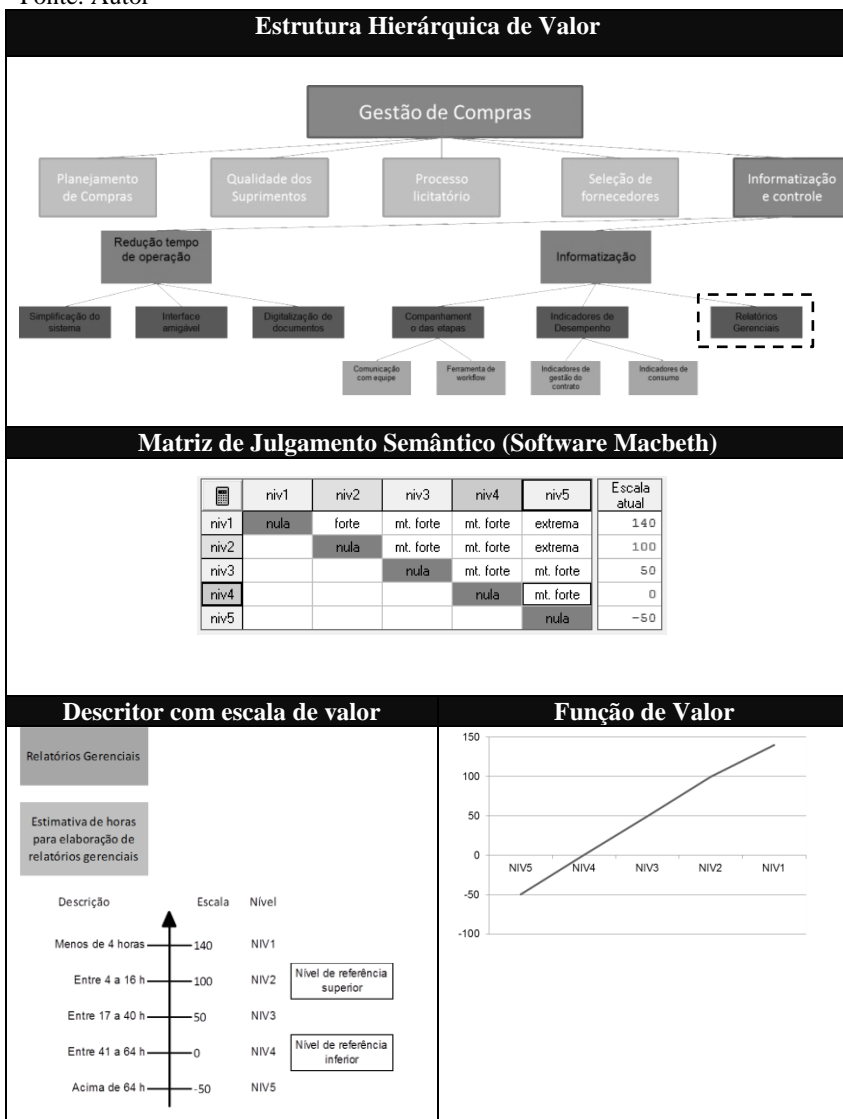 Fonte: Autor
Estrutura Hierárquica de Valor
Gestão de Compras
Planejamento
de Compras
Qualidade dos
Suprimentos
Processo
licitatório
Seleção de
fornecedores
Informatização
e controle
Redução tempo
de operação
Informatização
Simplificação do
sistema
Interface
amigável
Digitalização de
documentos
Companhament
o das etapas
Indicadores de
Desempenho
Relatórios
Gerenciais
Comunicação
com equipe
Ferramenta de
workflow
Indicadores de
gestão do
contrato
Indicadores de
consumo
Matriz de Julgamento Semântico (Software Macbeth)
niv1 niv2 niv3 niv4 niv5 Escala
atual
niv1 nula forte mt. forte mt. forte extrema 140
niv2 nula mt. forte mt. forte extrema 100
niv3 nula mt. forte mt. forte 50
niv4 nula mt. forte 0
niv5 nula -50
Descritor com escala de valor
Relatórios Gerenciais
Estimativa de horas
para elaboração de
relatórios gerenciais
Descrição Escala Nível
Menos de 4 horas 140 NIV1
Entre 4 a 16 h 100 NIV2 Nível de referência
superior
Entre 17 a 40 h 50 NIV3
Entre 41 a 64 h 0 NIV4 Nível de referência
inferior
Acima de 64 h -50 NIV5
Função de Valor
150
100
50
0
-50
-100
NIV5 NIV4 NIV3 NIV2 NIV1